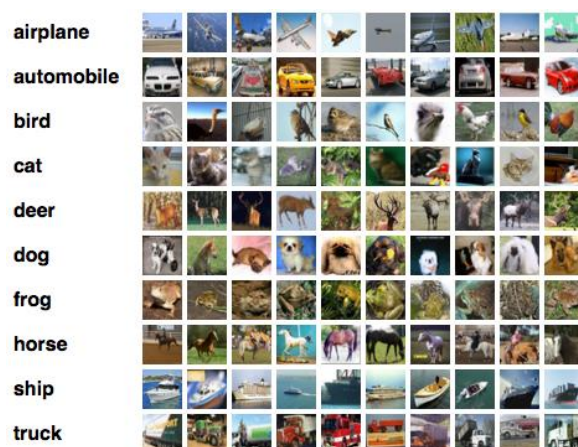 airplane
automobile
bird
cat
deer
dog
frog
horse
ship
truck